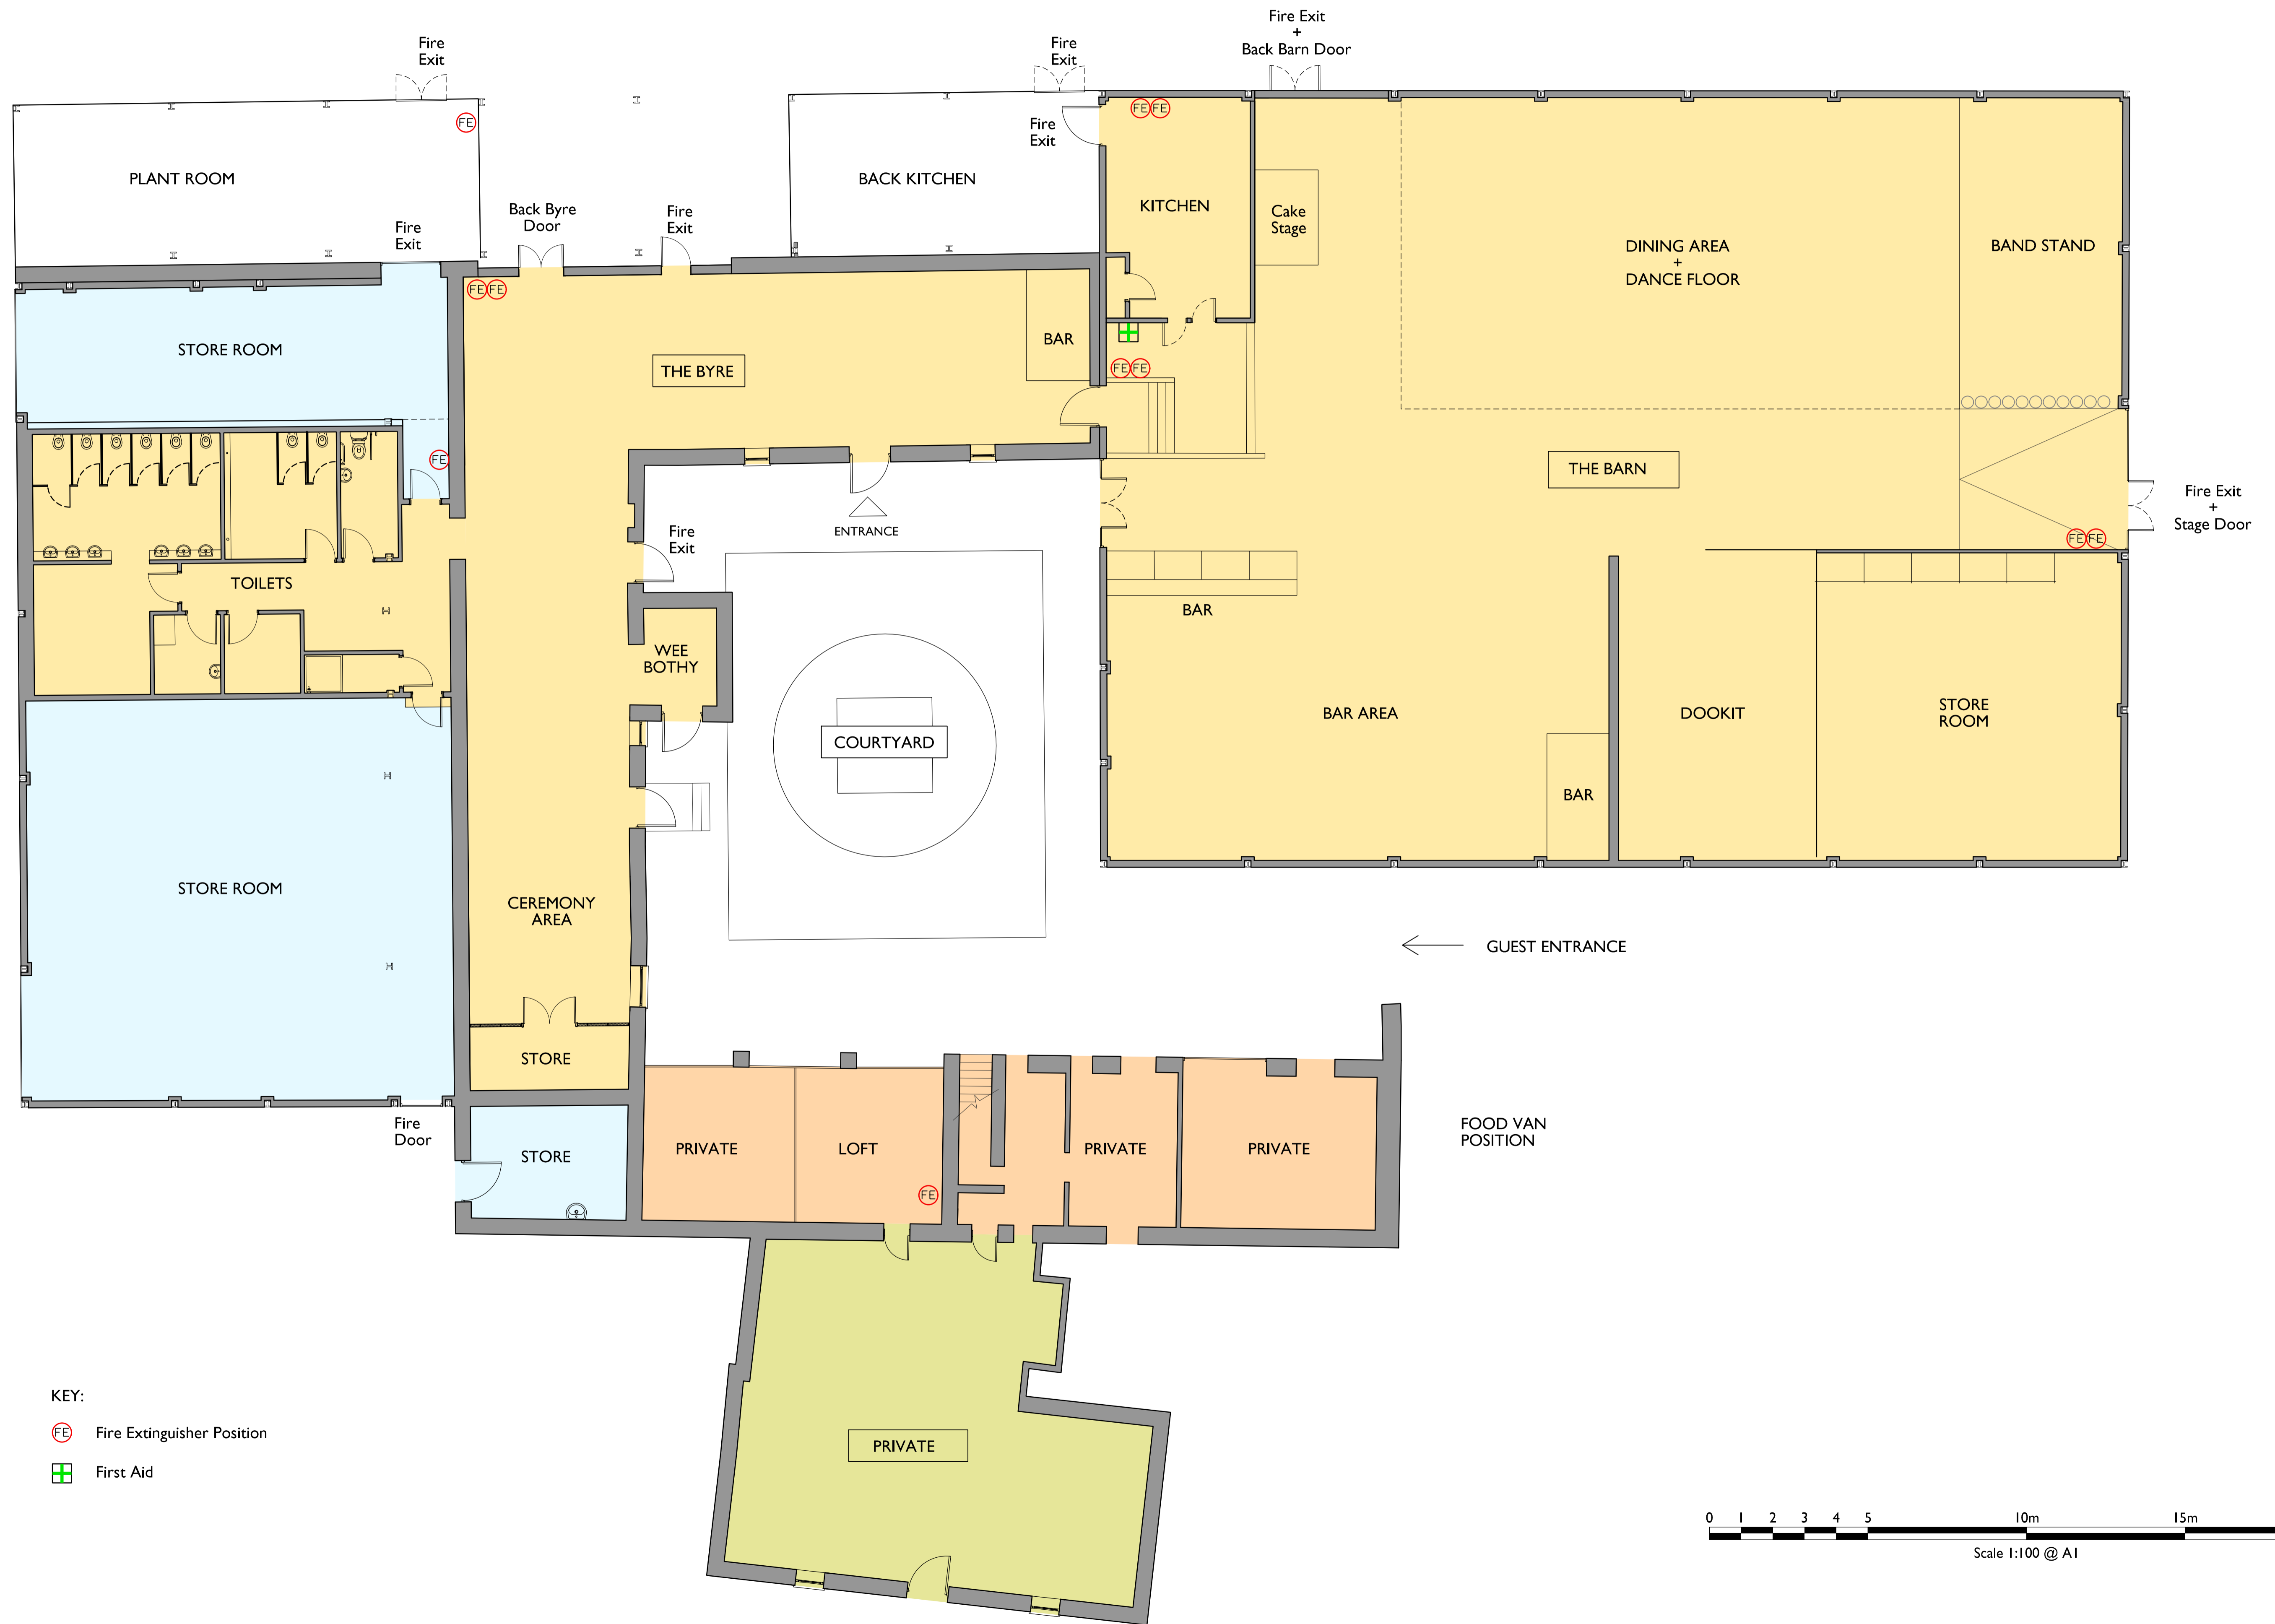 Fire Exit
+
Back Barn Door
Fire
Exit
Fire
Exit
FE
FE FE
Fire
Exit
PLANT ROOM
BACK KITCHEN
KITCHEN
Cake
Stage
Back Byre
Door
Fire
Exit
Fire
Exit
DINING AREA
+
DANCE FLOOR
BAND STAND
FE FE
STORE ROOM
THE BYRE
BAR
FE FE
FE
THE BARN
ENTRANCE
Fire
Exit
Fire Exit
+
Stage Door
FE FE
TOILETS
BAR
WEE
BOTHY
COURTYARD
BAR AREA
DOOKIT
STORE
ROOM
BAR
STORE ROOM
CEREMONY
AREA
GUEST ENTRANCE
STORE
Fire
Door
STORE
PRIVATE
LOFT
PRIVATE
PRIVATE
FOOD VAN
POSITION
FE
KEY:
FE Fire Extinguisher Position
First Aid
PRIVATE
0 1 2 3 4 5 10m 15m
Scale 1:100 @ A1